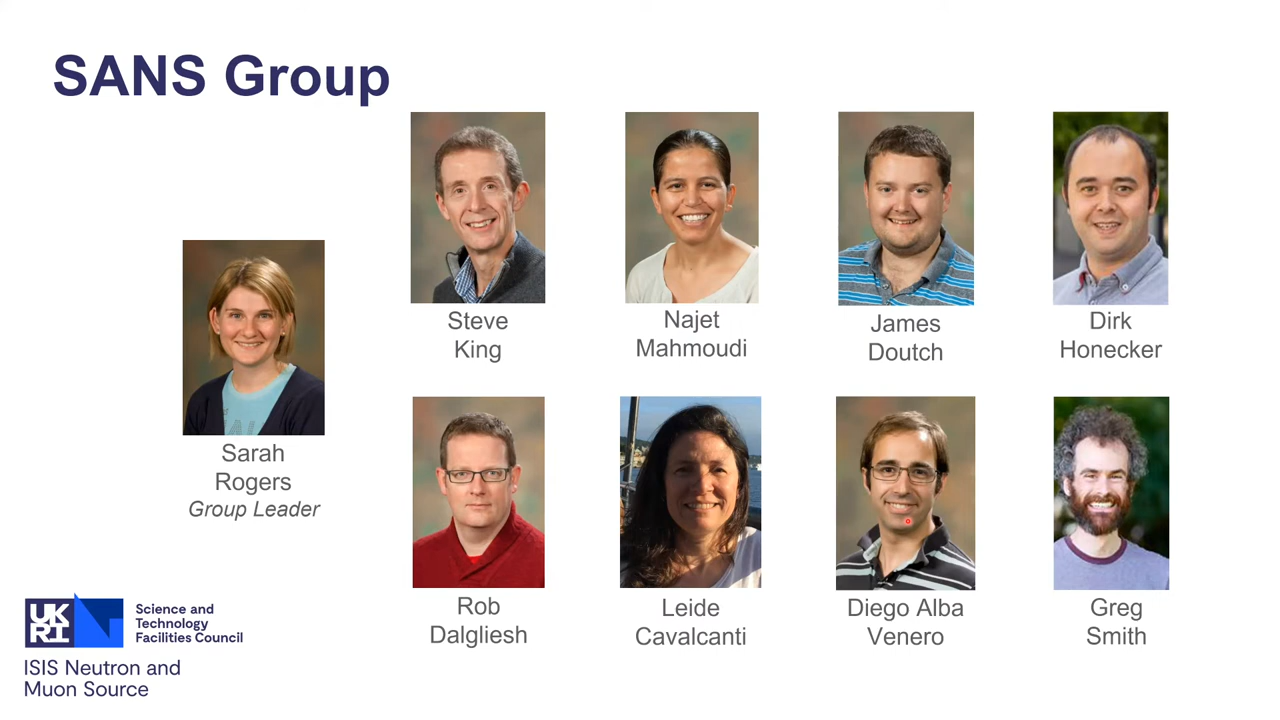 SANS Group
Steve
King
Najet
Mahmoudi
James
Doutch
Dirk
Honecker
Sarah
Rogers
Group Leader
Rob
Dalgliesh
Leide
Cavalcanti
Diego Alba
Venero
Greg
Smith
UK
RI
Science and
Technology
Facilities Council
ISIS Neutron and
Muon Source